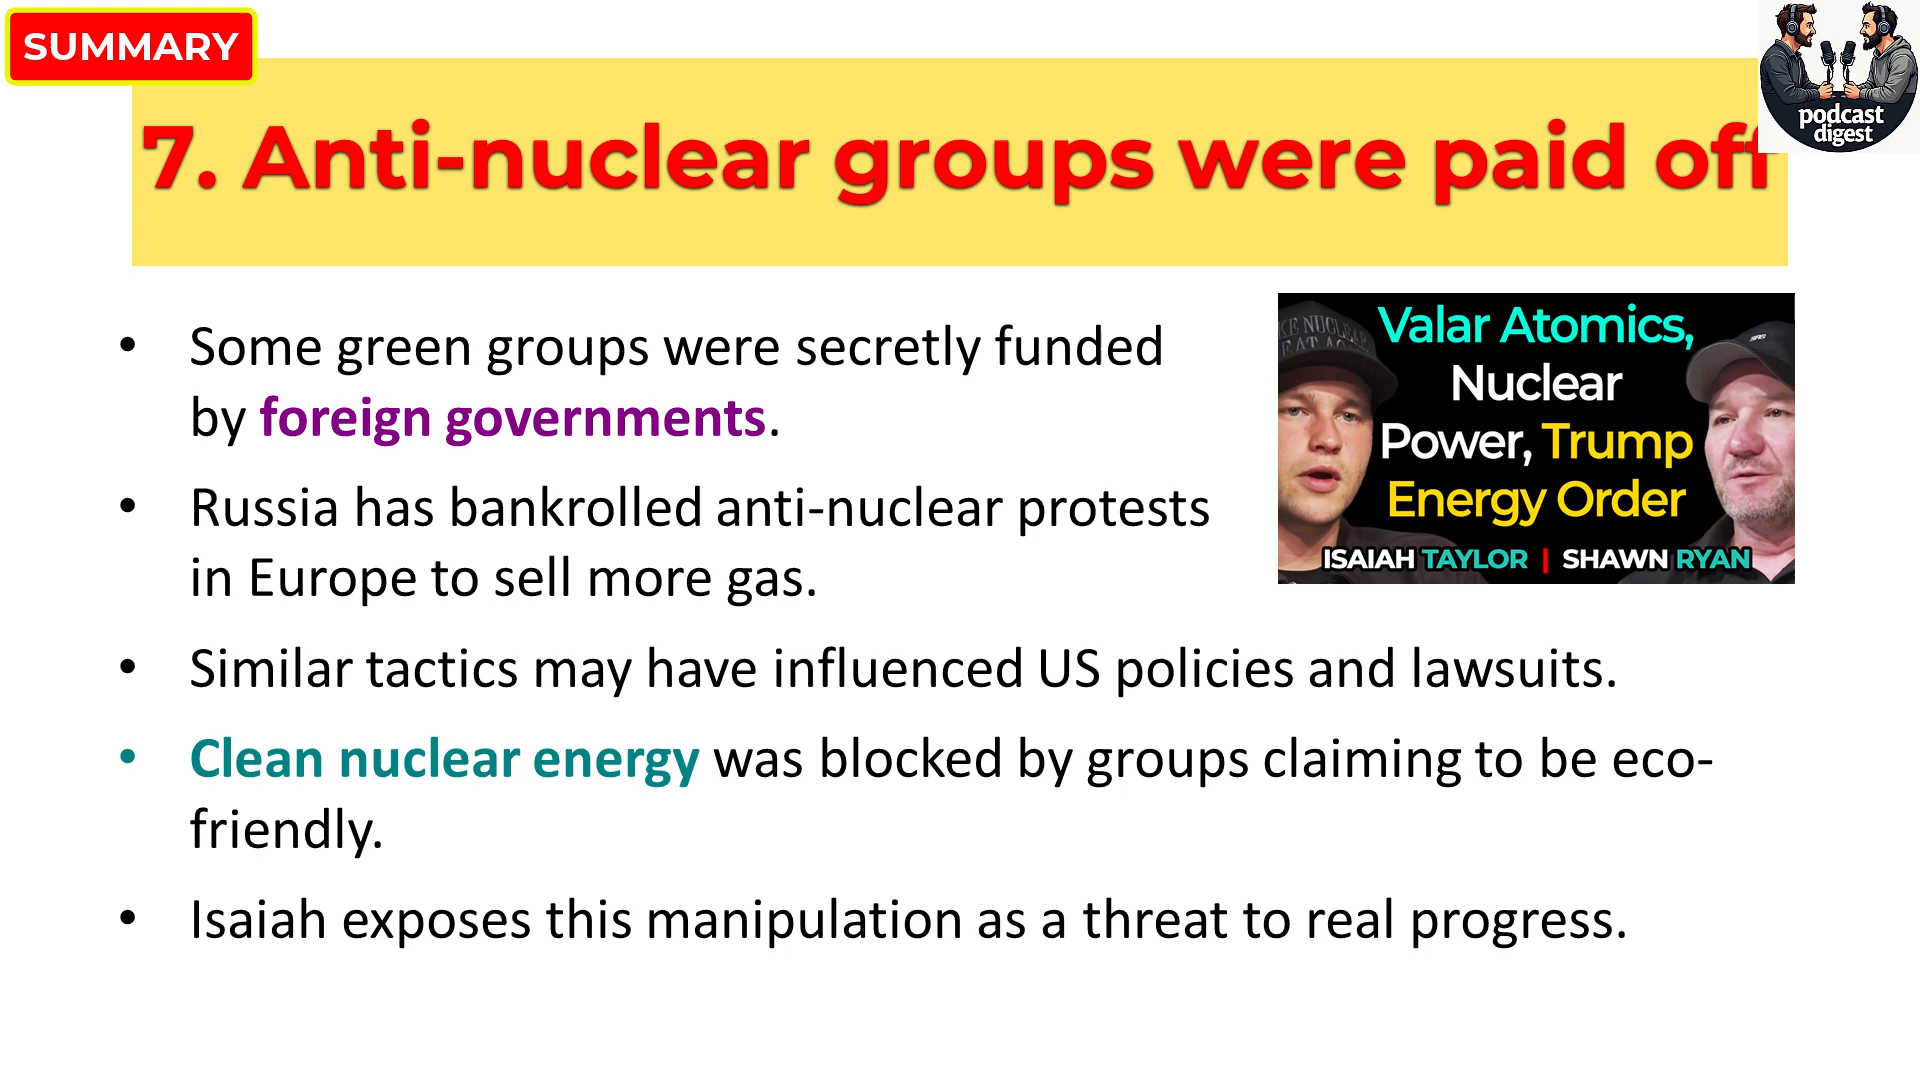 SUMMARY
podcast
digest
7. Anti-nuclear groups were paid off
• Some green groups were secretly funded
by foreign governments.
• Russia has bankrolled anti-nuclear protests
in Europe to sell more gas.
Valar Atomics,
Nuclear
Power, Trump
Energy Order
ISAIAH TAYLOR | SHAWN RYAN
• Similar tactics may have influenced US policies and lawsuits.
• Clean nuclear energy was blocked by groups claiming to be eco-
friendly.
• Isaiah exposes this manipulation as a threat to real progress.